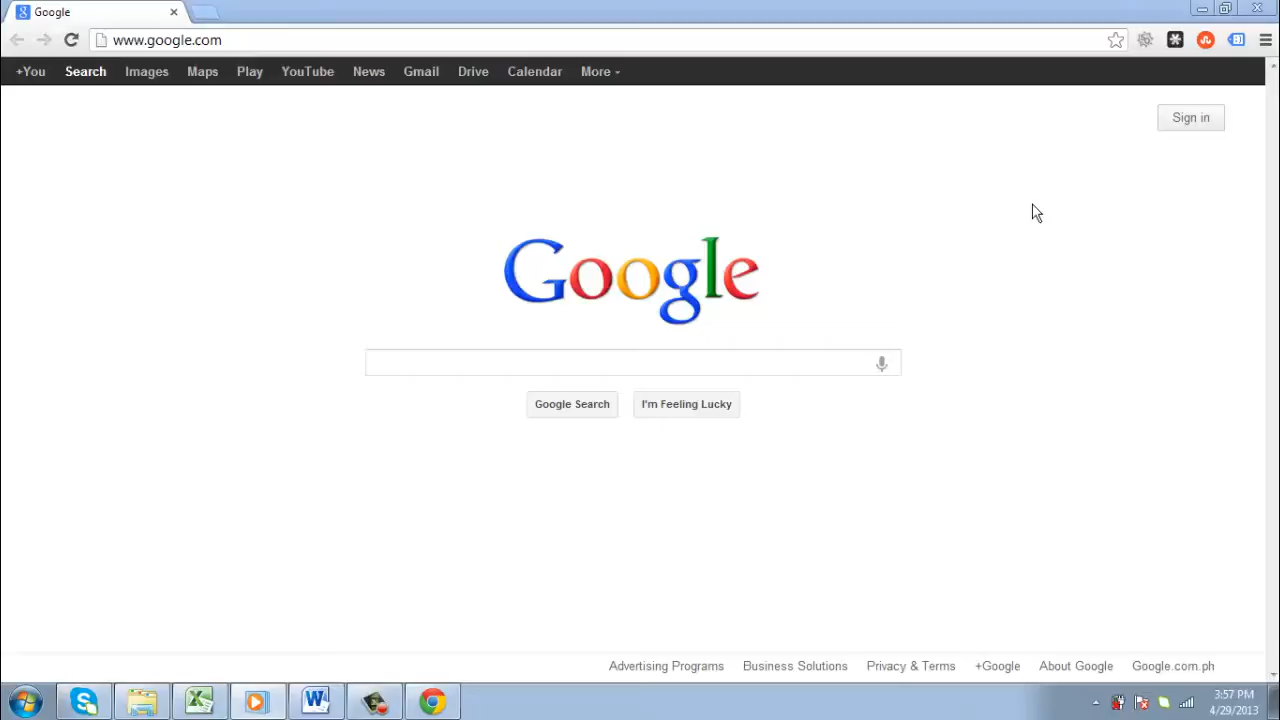 Google
www.google.com
+You Search Images Maps Play YouTube News Gmail Drive Calendar More
Sign in
Google
Google Search I'm Feeling Lucky
Advertising Programs Business Solutions Privacy & Terms +Google About Google Google.com.ph
3:57 PM
4/29/2013